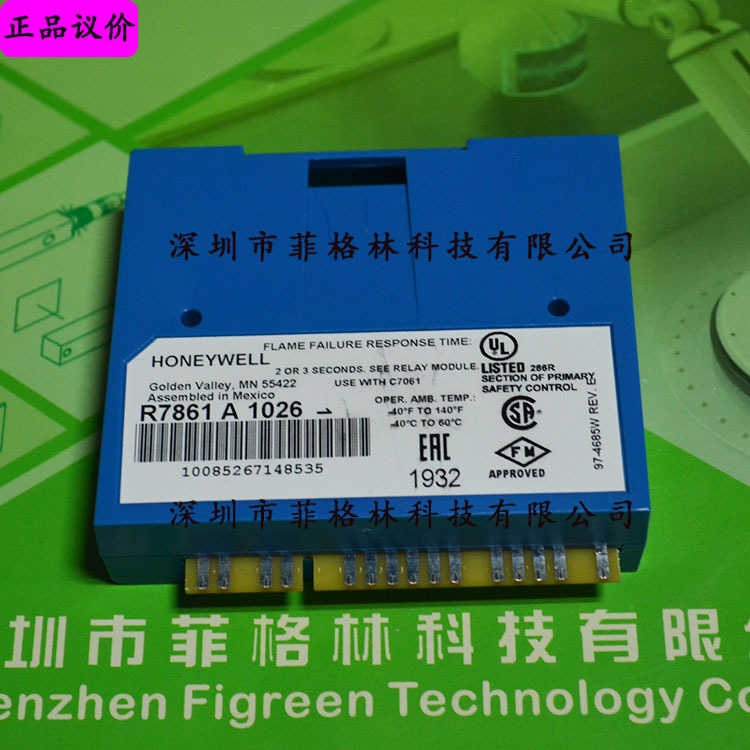 正品议价
深圳市菲格林科技有限公司
FLAME FAILURE RESPONSE TIME:
HONEYWELL
2 OR 3 SECONDS. SEE RELAY MODULE.
USE WITH C7061
Golden Valley, MN 55422
Assembled in Mexico
R7861 A 1026
OPER. AMB. TEMP.:
-40°F TO 140°F
-40°C TO 60°C
10085267148535
UL
LISTED 286R
SECTION OF PRIMARY
SAFETY CONTROL
SA
EAC
1932
FM
APPROVED
97-4685W REV. E
深圳市菲格林科技有限公司
圳市菲格林科技有限
enzhen Figreen Technology Co